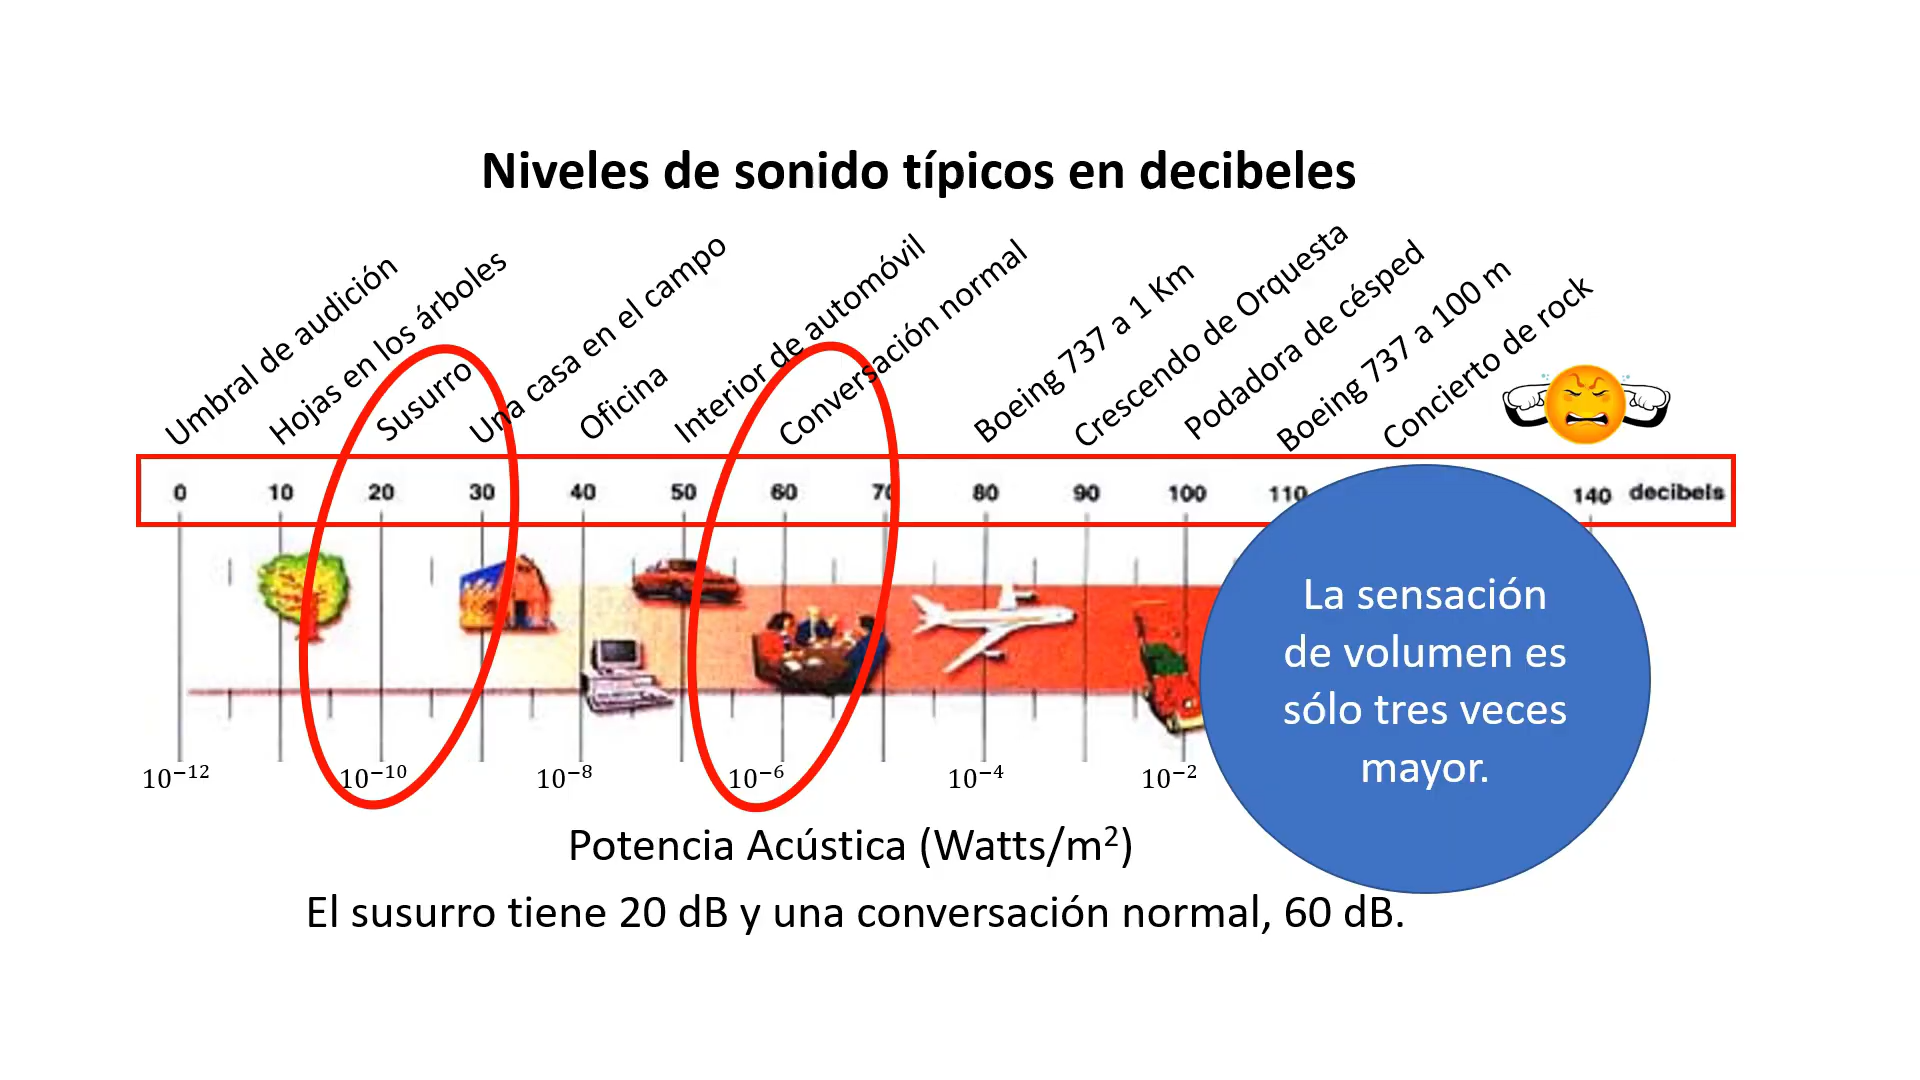 Niveles de sonido típicos en decibeles
Umbral de audición
Hojas en los árboles
Susurro
Una casa en el campo
Oficina
Interior de automóvil
Conversación normal
Boeing 737 a 1 Km
Crescendo de Orquesta
Podadora de césped
Boeing 737 a 100 m
Concierto de rock
0 10 20 30 40 50 60 70 80 90 100 110 140 decibels
La sensación
de volumen es
sólo tres veces
mayor.
10⁻¹² 10⁻¹⁰ 10⁻⁸ 10⁻⁶ 10⁻⁴ 10⁻²
Potencia Acústica (Watts/m²)
El susurro tiene 20 dB y una conversación normal, 60 dB.